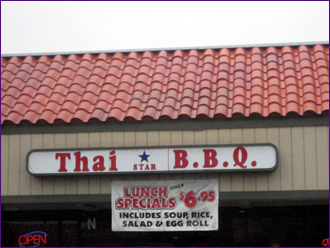 Thai STAR B.B.Q.
LUNCH ONLY $6.95
SPECIALS
INCLUDES SOUP, RICE,
SALAD & EGG ROLL
OPEN